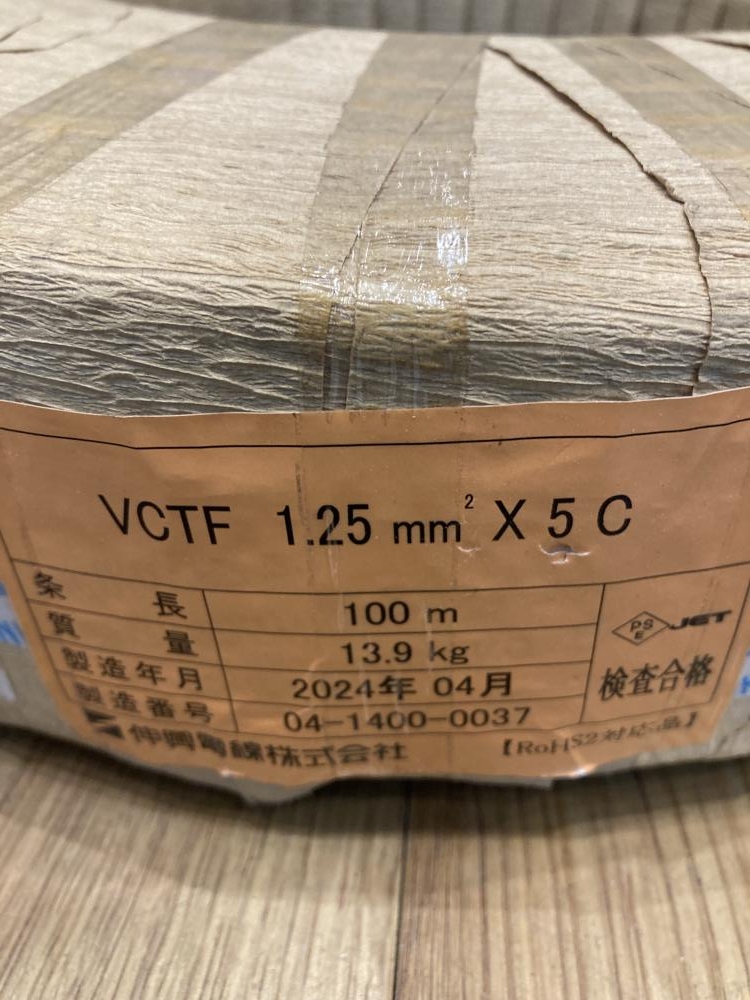 VCTF 1.25 mm² X 5 C
条長 100 m
質量 13.9 kg
製造年月 2024年 04月
製造番号 04-1400-0037
PS
E
JET
検査合格
伸興電線株式会社
【RoHS2対応品】